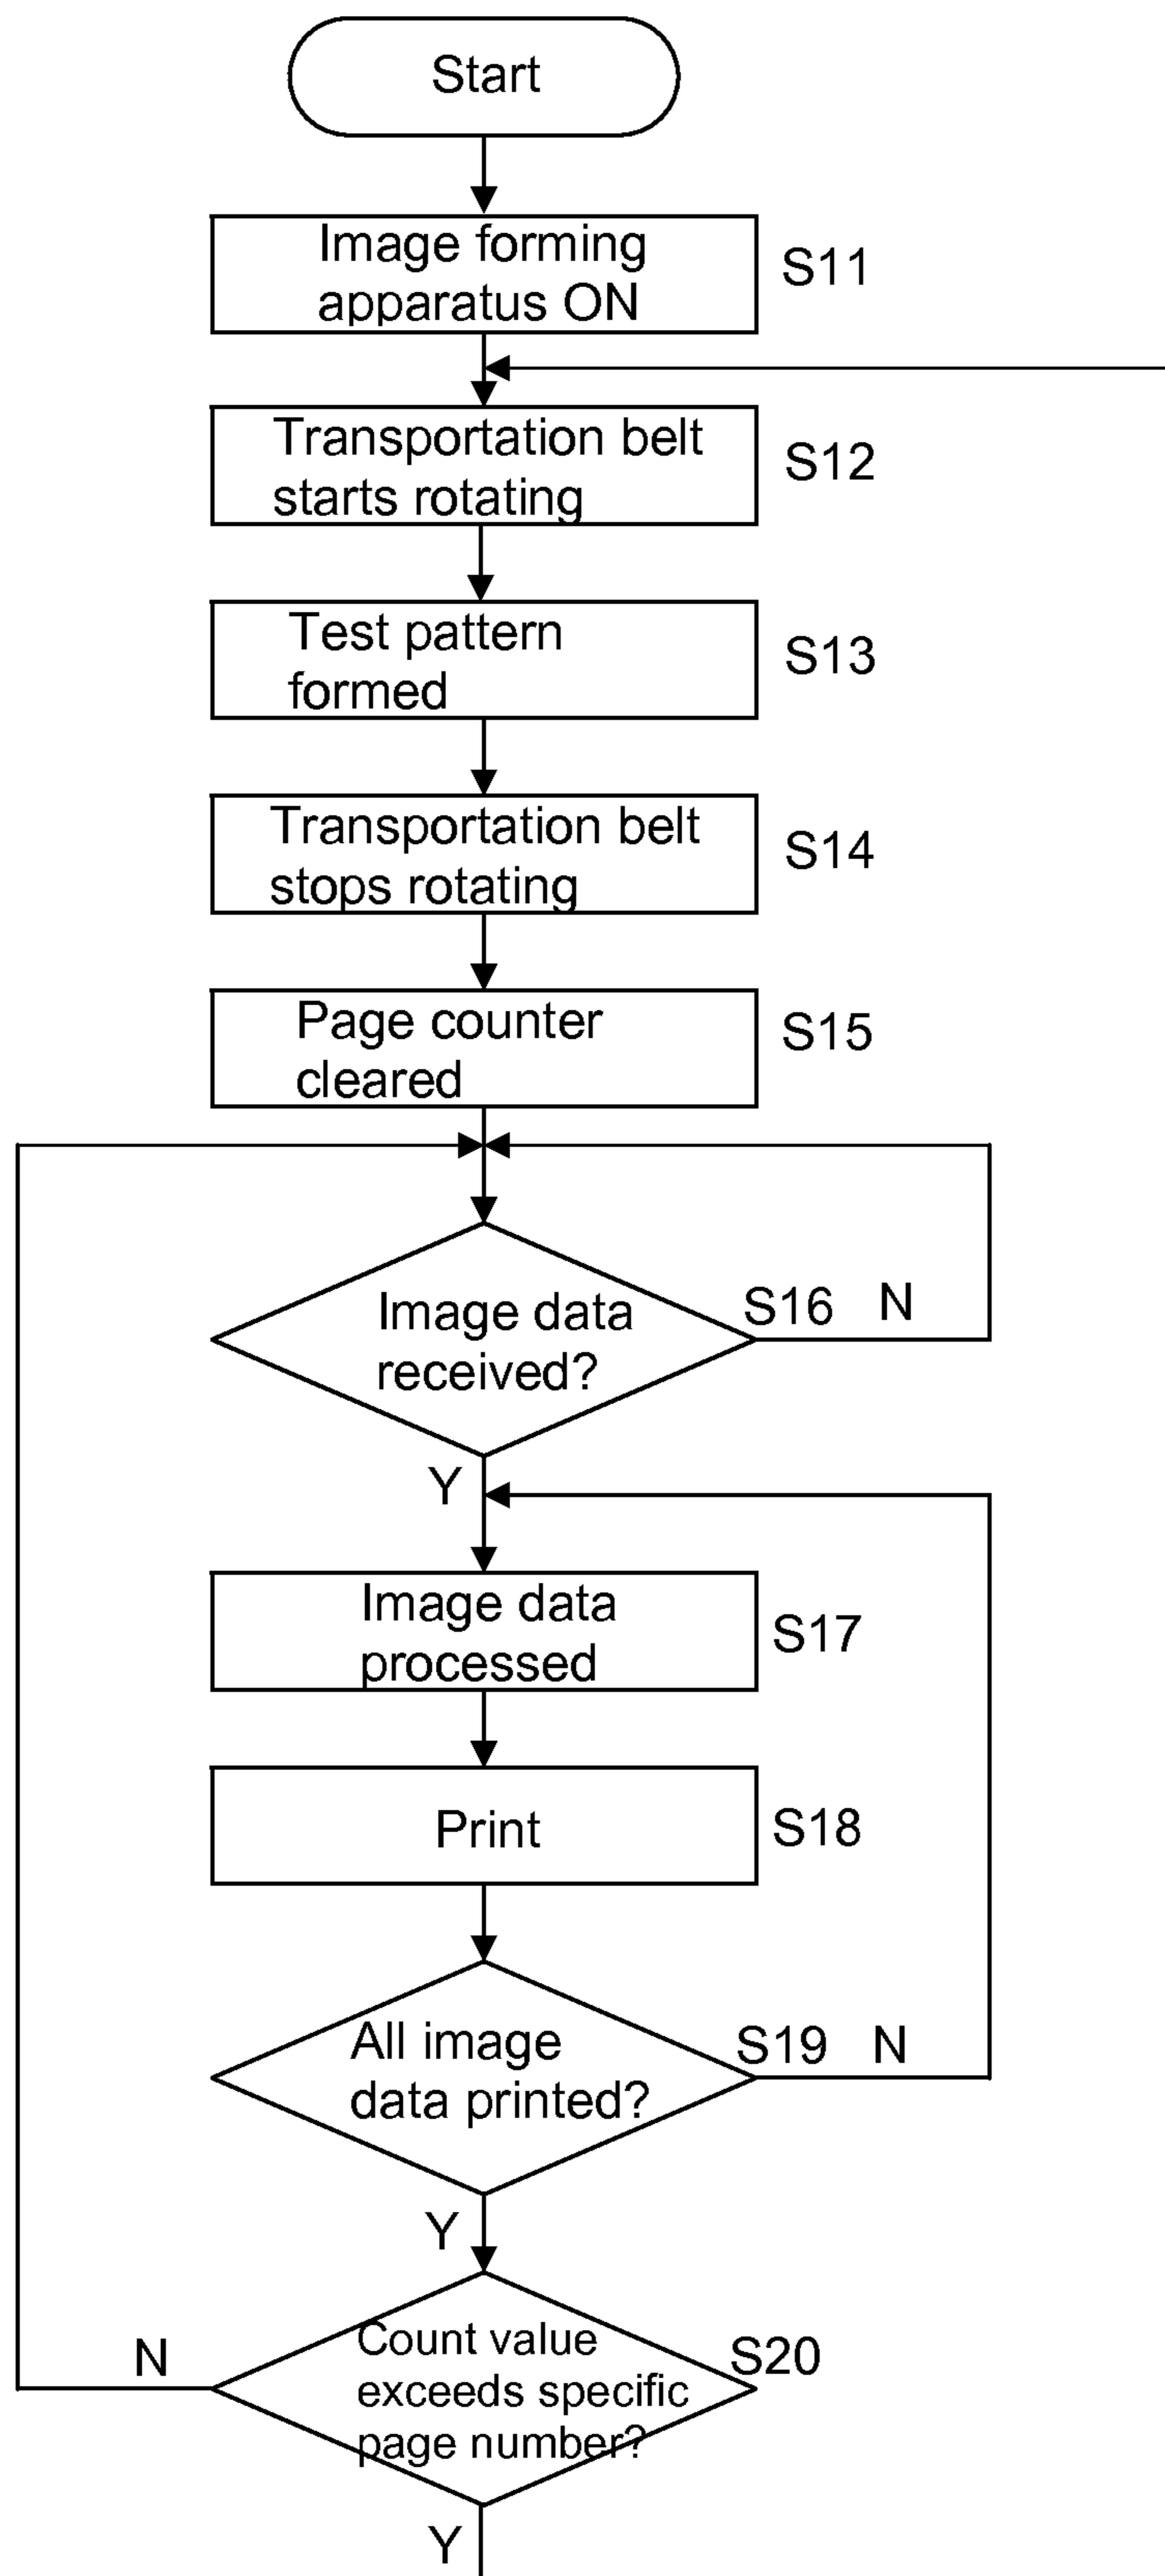 Start
Image forming
apparatus ON
S11
Transportation belt
starts rotating
S12
Test pattern
formed
S13
Transportation belt
stops rotating
S14
Page counter
cleared
S15
Image data
received?
S16 N
Y
Image data
processed
S17
Print
S18
All image
data printed?
S19 N
Y
Count value
exceeds specific
page number?
S20
N
Y